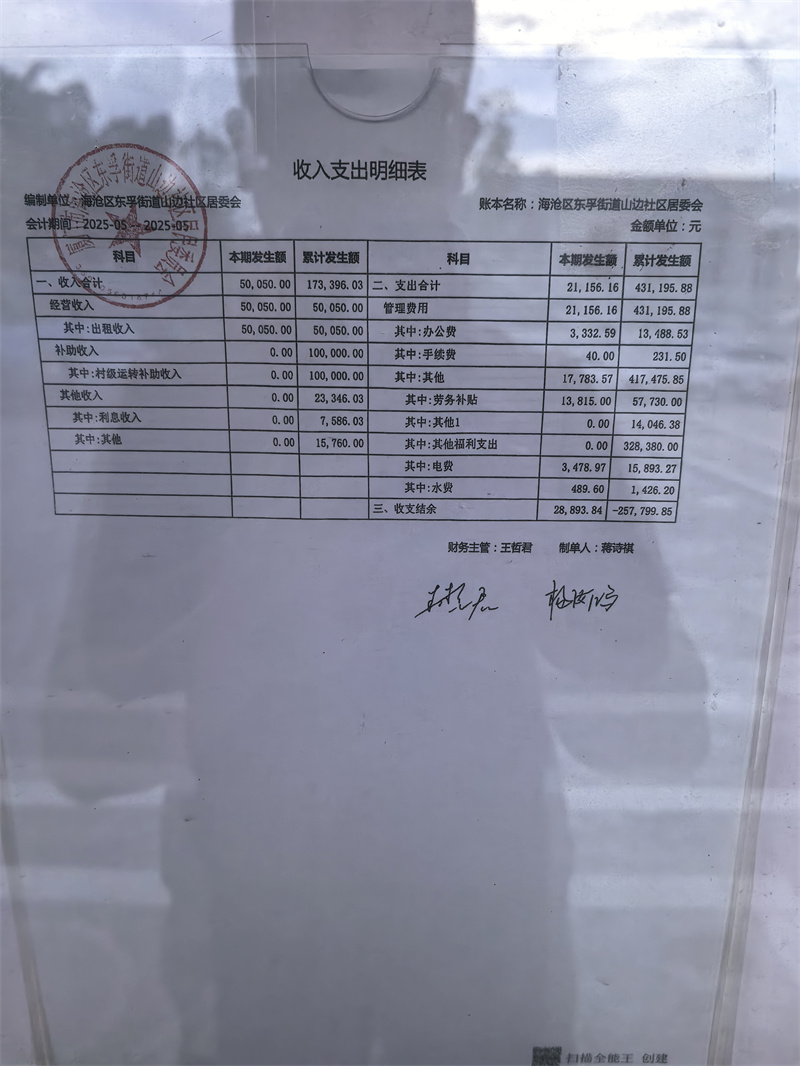 收入支出明细表
编制单位：海沧区东孚街道山边社区居委会 账本名称：海沧区东孚街道山边社区居委会
会计期间：2025-05--2025-05 金额单位：元
科目 本期发生额 累计发生额 科目 本期发生额 累计发生额
一、收入合计 50,050.00 173,396.03 二、支出合计 21,156.16 431,195.88
经营收入 50,050.00 50,050.00 管理费用 21,156.16 431,195.88
其中:出租收入 50,050.00 50,050.00 其中:办公费 3,332.59 13,488.53
补助收入 0.00 100,000.00 其中:手续费 40.00 231.50
其中:村级运转补助收入 0.00 100,000.00 其中:其他 17,783.57 417,475.85
其他收入 0.00 23,346.03 其中:劳务补贴 13,815.00 57,730.00
其中:利息收入 0.00 7,586.03 其中:其他1 0.00 14,046.38
其中:其他 0.00 15,760.00 其中:其他福利支出 0.00 328,380.00
其中:电费 3,478.97 15,893.27
其中:水费 489.60 1,426.20
三、收支结余 28,893.84 -257,799.85
财务主管：王哲君 制单人：蒋诗祺
扫描全能王 创建